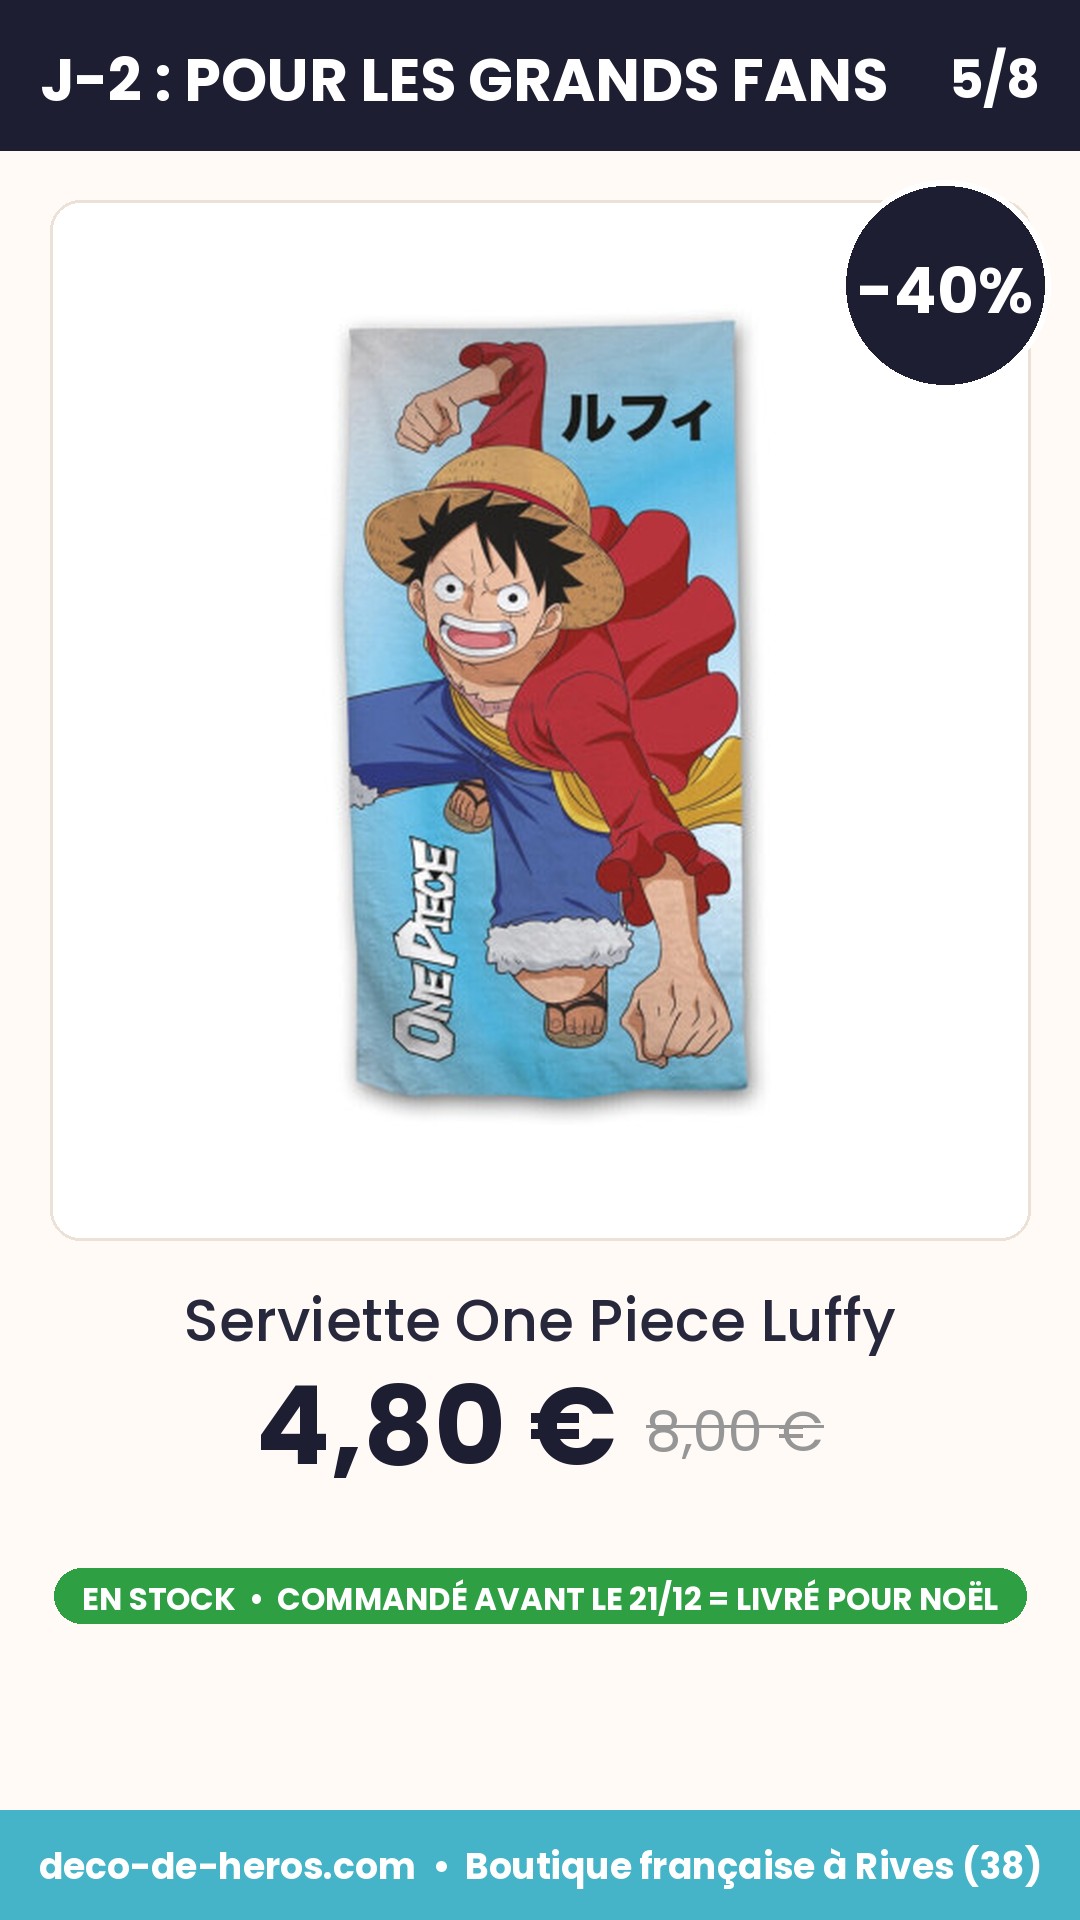 J-2 : POUR LES GRANDS FANS 5/8
-40%
ルフィ
ONE PIECE
Serviette One Piece Luffy
4,80 € 8,00 €
EN STOCK • COMMANDÉ AVANT LE 21/12 = LIVRÉ POUR NOËL
deco-de-heros.com • Boutique française à Rives (38)